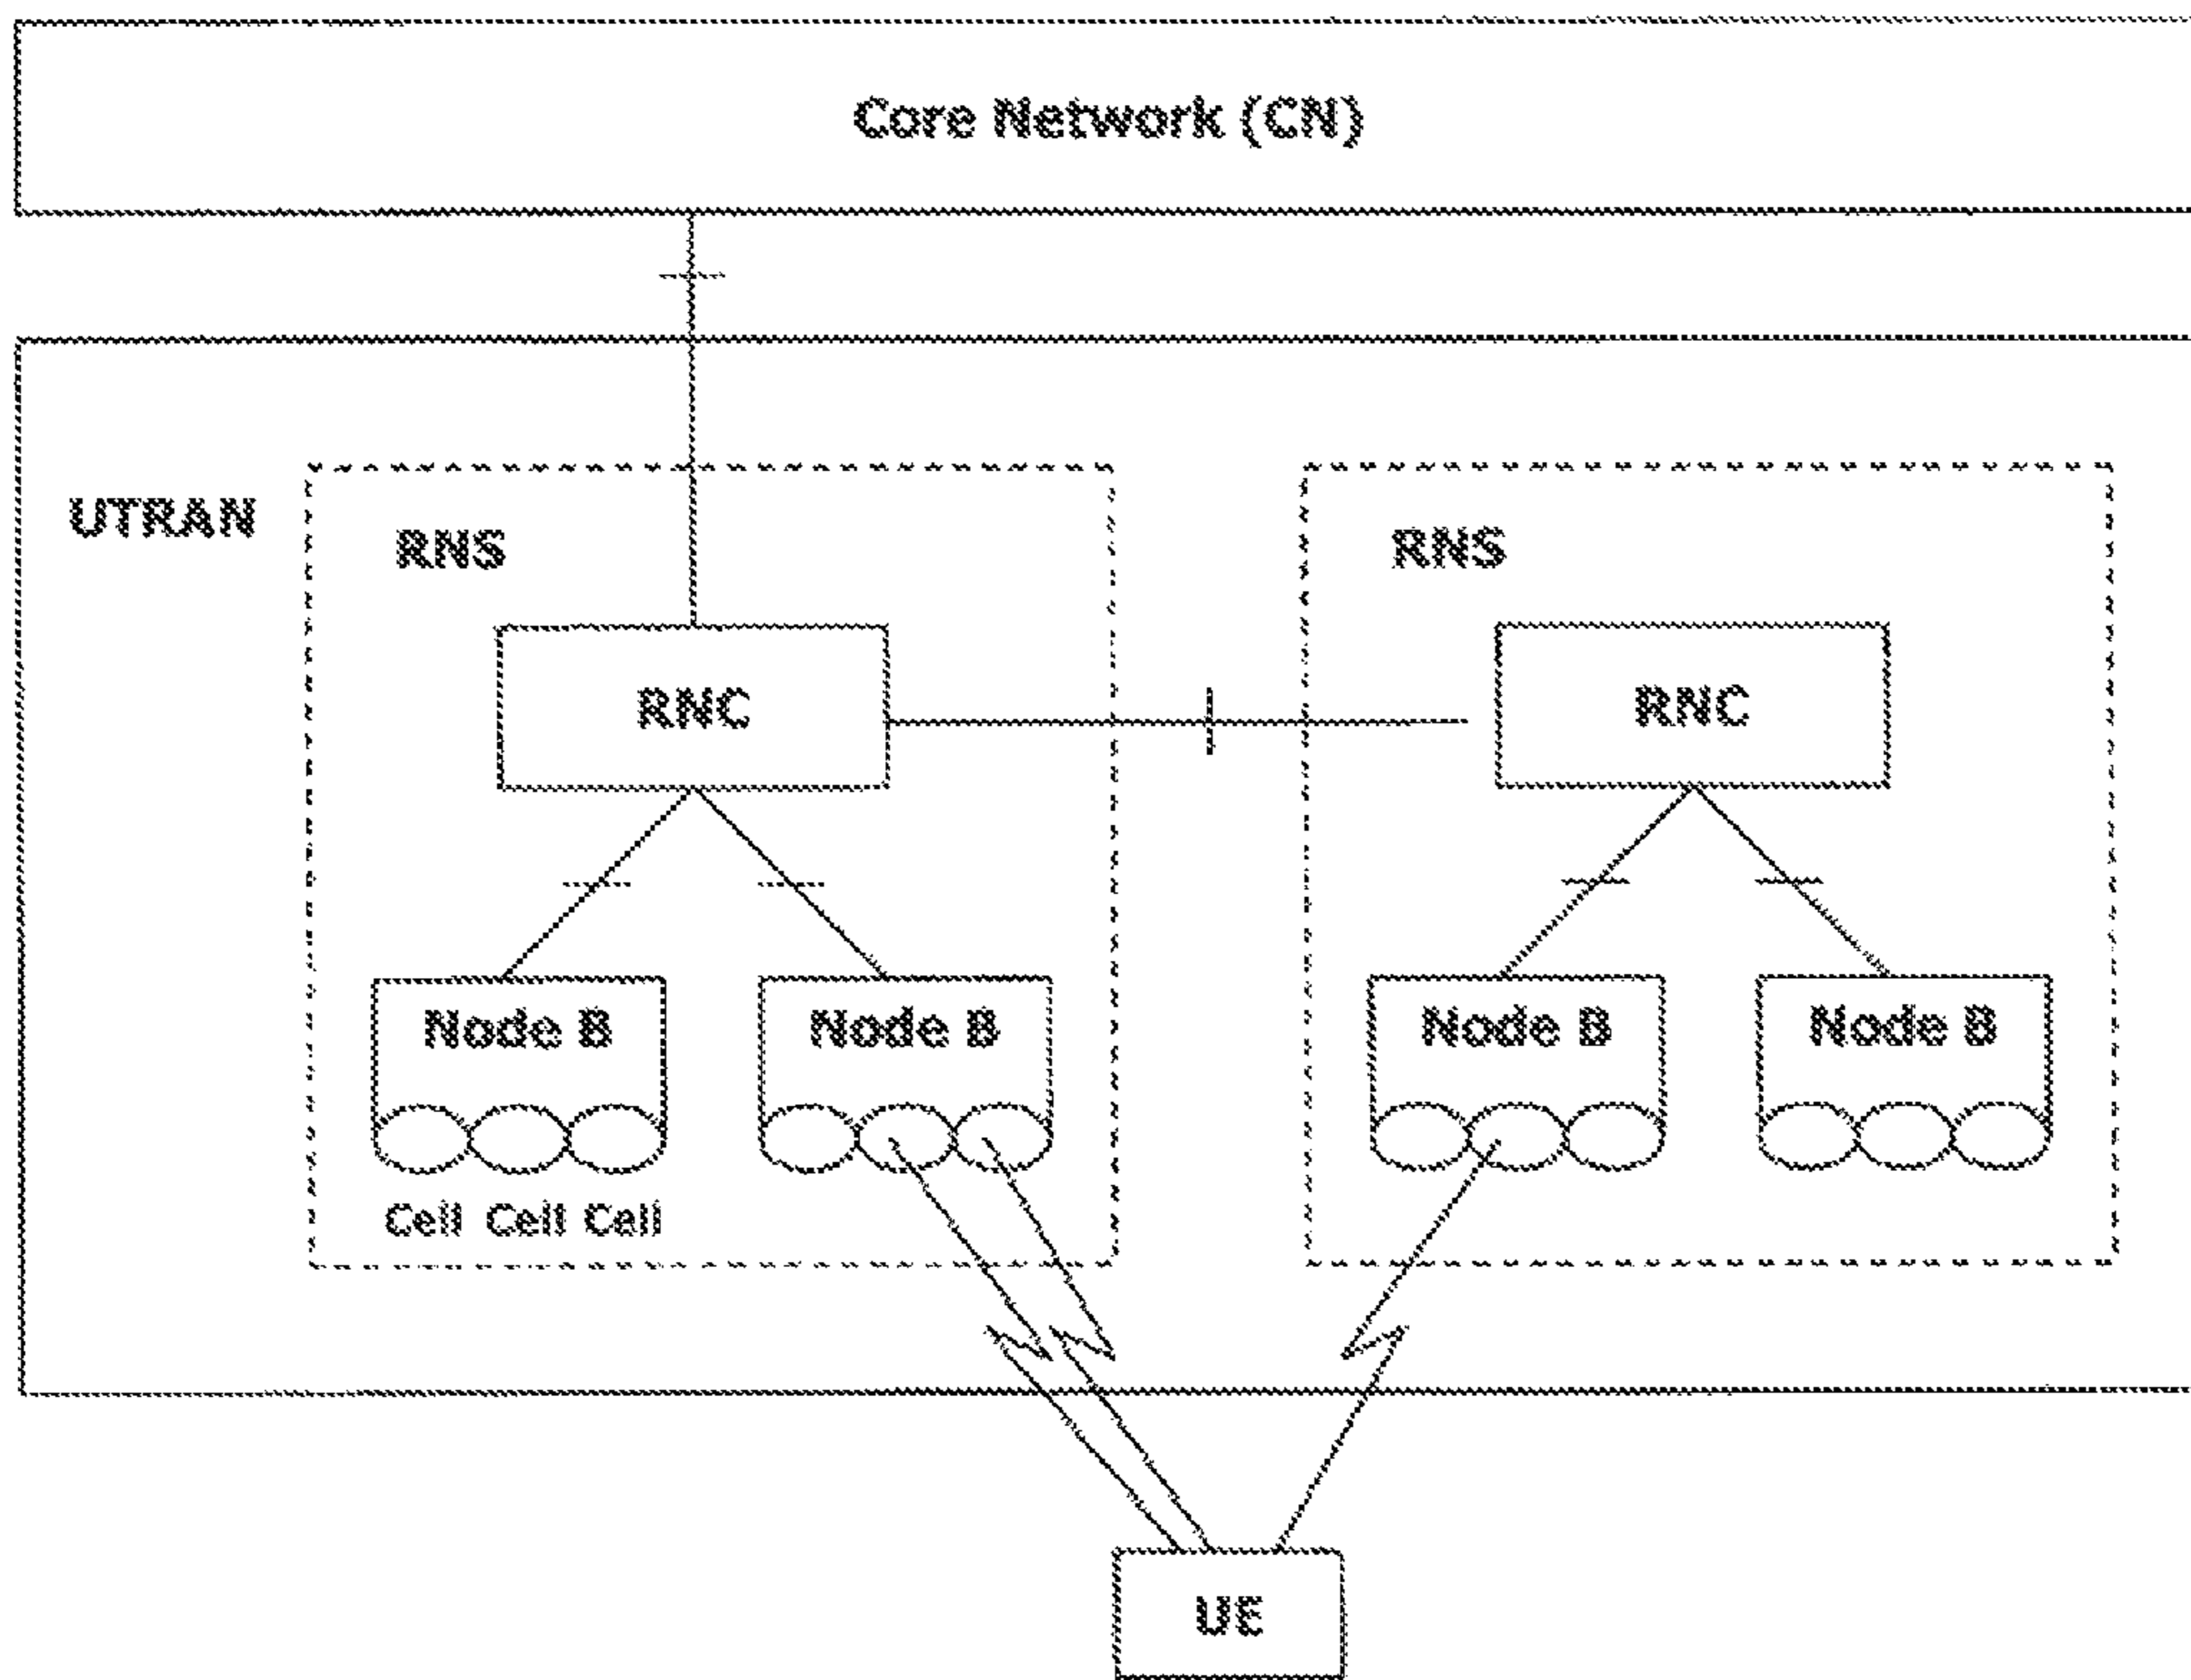 Core Network (CN)
UTRAN
RNS
RNS
RNC
RNC
Node B
Node B
Node B
Node B
Cell Cell Cell
UE